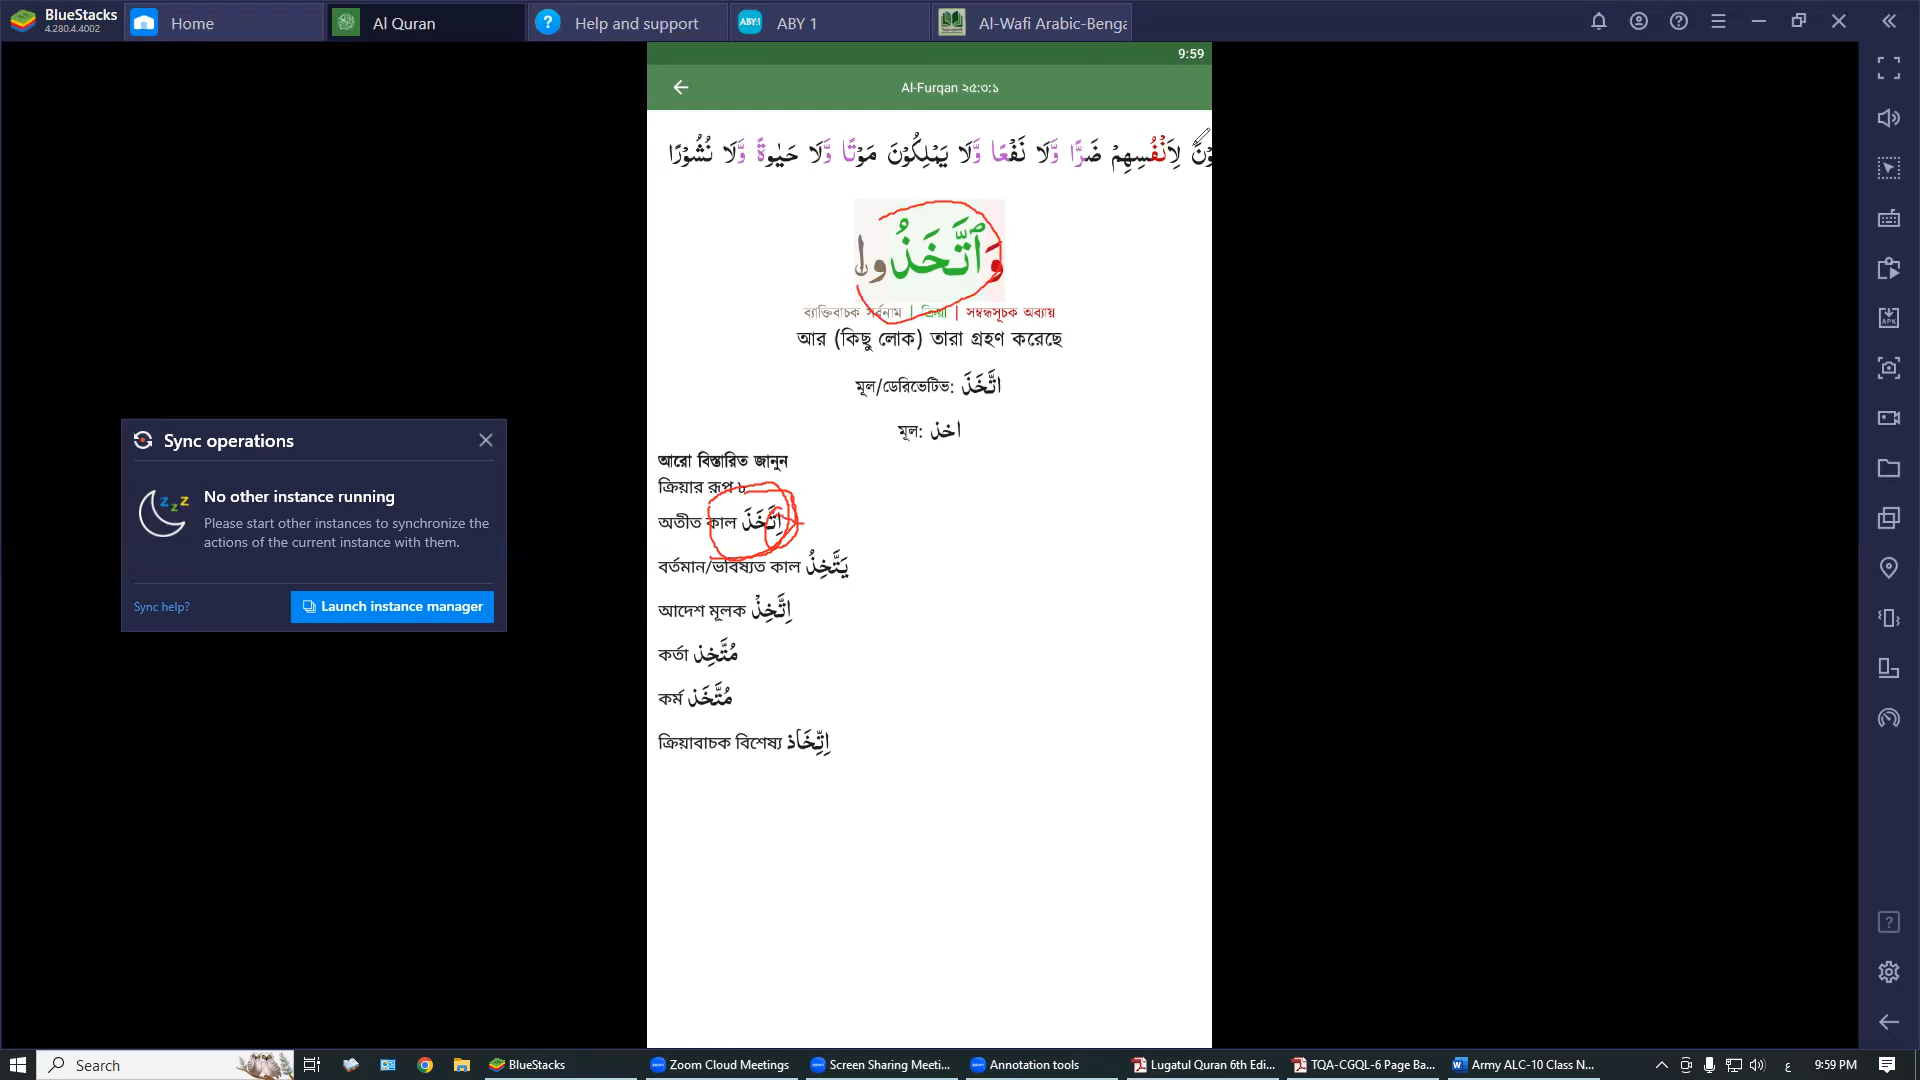 BlueStacks
4.280.4.4002
Home
Al Quran
Help and support
ABY 1
Al-Wafi Arabic-Benga
9:59
Al-Furqan ২৫:৩:১
لِاَنْفُسِهِمْ ضَرًّا وَّلَا نَفْعًا وَّلَا يَمْلِكُوْنَ مَوْتًا وَّلَا حَيٰوةً وَّلَا نُشُوْرًا
وَٱتَّخَذُوا۟
ব্যাক্তিবাচক সর্বনাম | ক্রিয়া | সম্বন্ধসূচক অব্যয়
আর (কিছু লোক) তারা গ্রহণ করেছে
মূল/ডেরিভেটিভ: اتَّخَذَ
মূল: اخذ
আরো বিস্তারিত জানুন
ক্রিয়ার রূপ ৮
অতীত কাল اِتَّخَذَ
বর্তমান/ভবিষ্যত কাল يَتَّخِذُ
আদেশ মূলক اِتَّخِذْ
কর্তা مُتَّخِذ
কর্ম مُتَّخَذ
ক্রিয়াবাচক বিশেষ্য اِتِّخَاذ
Sync operations
No other instance running
Please start other instances to synchronize the
actions of the current instance with them.
Sync help?
Launch instance manager
Search
BlueStacks
Zoom Cloud Meetings
Screen Sharing Meeti...
Annotation tools
Lugatul Quran 6th Edi...
TQA-CGQL-6 Page Ba...
Army ALC-10 Class N...
ع
9:59 PM